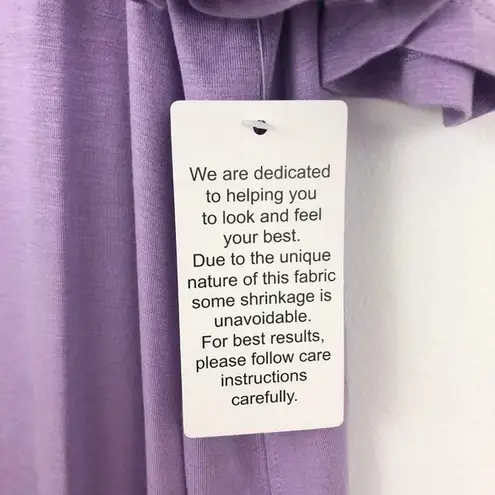 We are dedicated
to helping you
to look and feel
your best.
Due to the unique
nature of this fabric
some shrinkage is
unavoidable.
For best results,
please follow care
instructions
carefully.